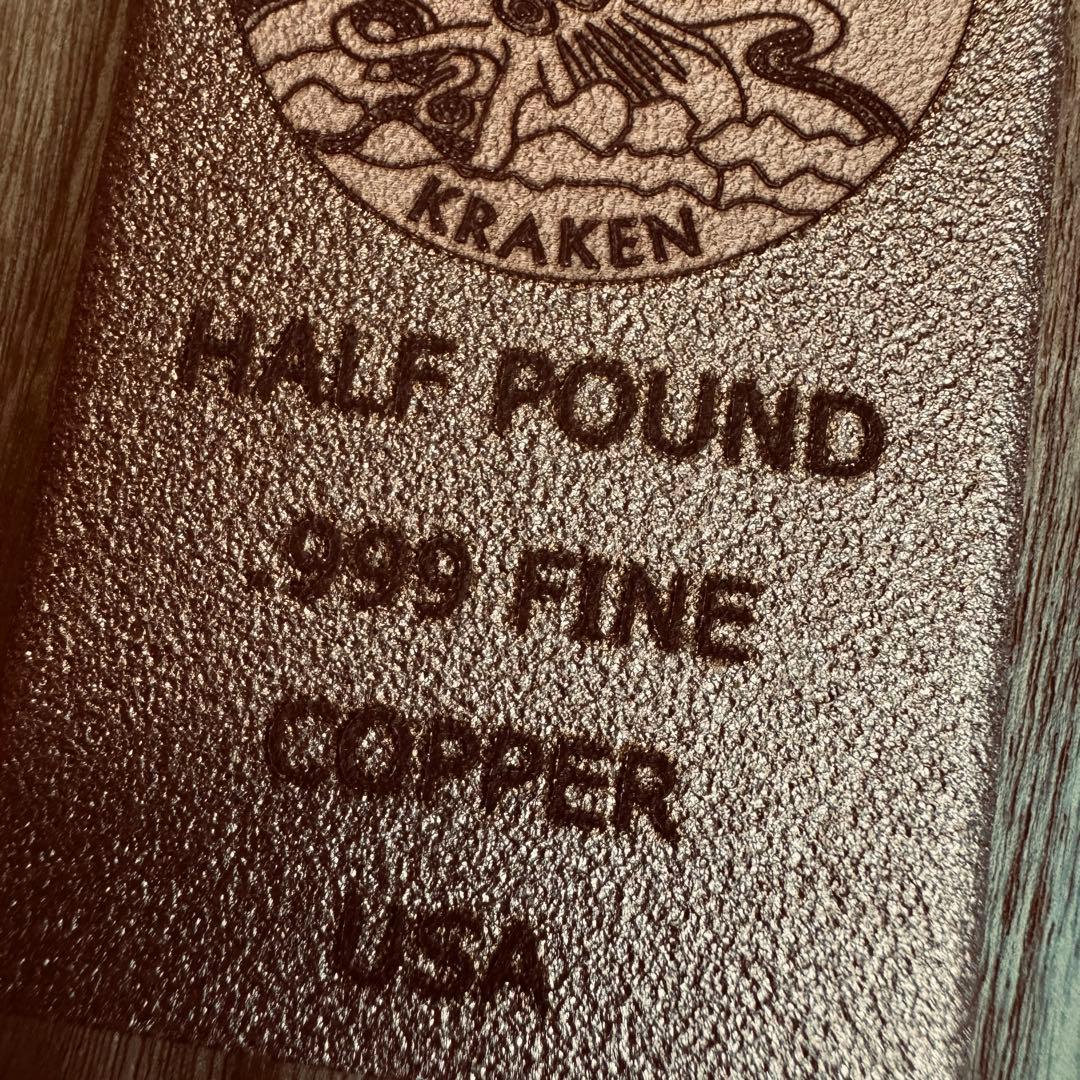 KRAKEN
HALF POUND
.999 FINE
COPPER
USA